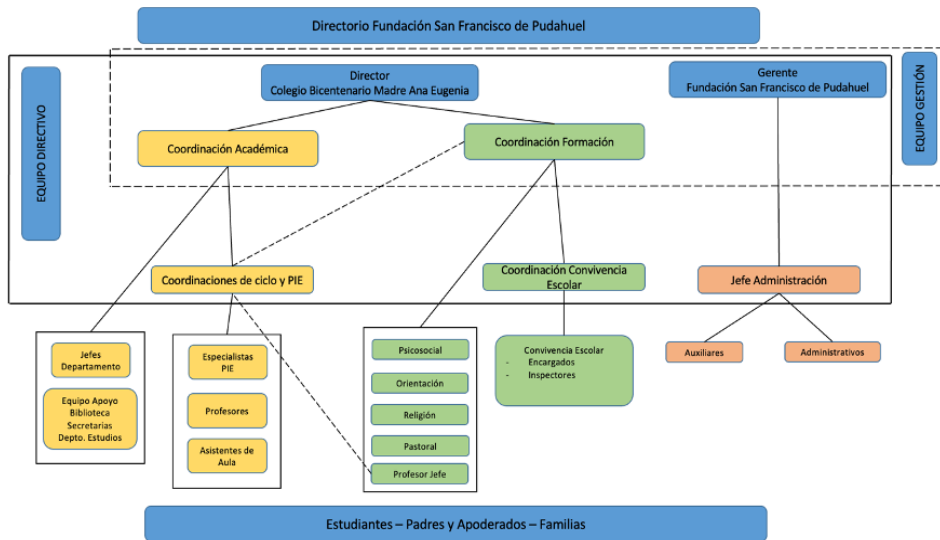 Directorio Fundación San Francisco de Pudahuel
EQUIPO DIRECTIVO
EQUIPO GESTIÓN
Director
Colegio Bicentenario Madre Ana Eugenia
Gerente
Fundación San Francisco de Pudahuel
Coordinación Académica
Coordinación Formación
Coordinaciones de ciclo y PIE
Coordinación Convivencia
Escolar
Jefe Administración
Jefes
Departamento
Equipo Apoyo
Biblioteca
Secretarias
Depto. Estudios
Especialistas
PIE
Profesores
Asistentes de
Aula
Psicosocial
Orientación
Religión
Pastoral
Profesor Jefe
Convivencia Escolar
- Encargados
- Inspectores
Auxiliares
Administrativos
Estudiantes – Padres y Apoderados – Familias